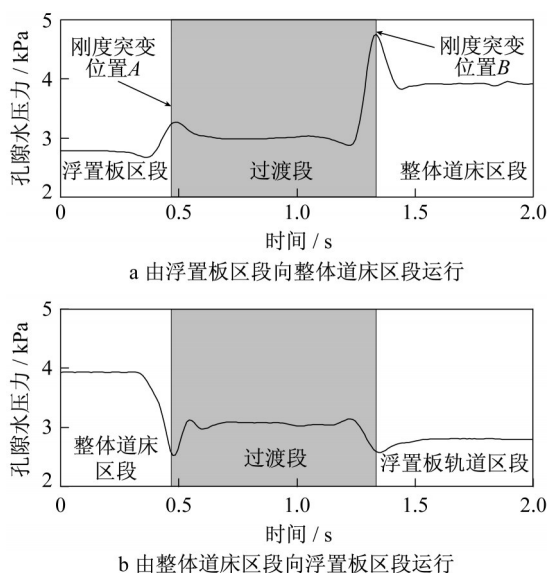 5
4
3
2
孔隙水压力 / kPa
刚度突变
位置A
刚度突变
位置B
浮置板区段
过渡段
整体道床区段
0
0.5
1.0
1.5
2.0
时间 / s
a 由浮置板区段向整体道床区段运行
5
4
3
2
孔隙水压力 / kPa
整体道床
区段
过渡段
浮置板轨道区段
0
0.5
1.0
1.5
2.0
时间 / s
b 由整体道床区段向浮置板区段运行